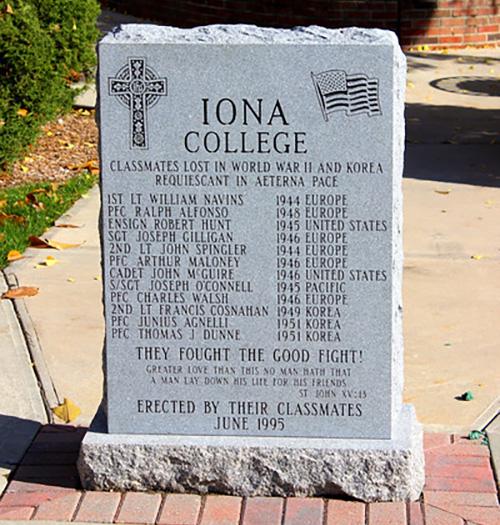 IONA
COLLEGE
CLASSMATES LOST IN WORLD WAR II AND KOREA
REQUIESCANT IN AETERNA PACE
1ST LT WILLIAM NAVINS 1944 EUROPE
PFC RALPH ALFONSO 1948 EUROPE
ENSIGN ROBERT HUNT 1945 UNITED STATES
SGT JOSEPH GILLIGAN 1946 EUROPE
2ND LT JOHN SPINGLER 1944 EUROPE
PFC ARTHUR MALONEY 1946 EUROPE
CADET JOHN McGUIRE 1946 UNITED STATES
S/SGT JOSEPH O'CONNELL 1945 PACIFIC
PFC CHARLES WALSH 1946 EUROPE
2ND LT FRANCIS COSNAHAN 1949 KOREA
PFC JUNIUS AGNELLI 1951 KOREA
PFC THOMAS J DUNNE 1951 KOREA
THEY FOUGHT THE GOOD FIGHT!
GREATER LOVE THAN THIS NO MAN HATH THAT
A MAN LAY DOWN HIS LIFE FOR HIS FRIENDS
ST JOHN XV:13
ERECTED BY THEIR CLASSMATES
JUNE 1995